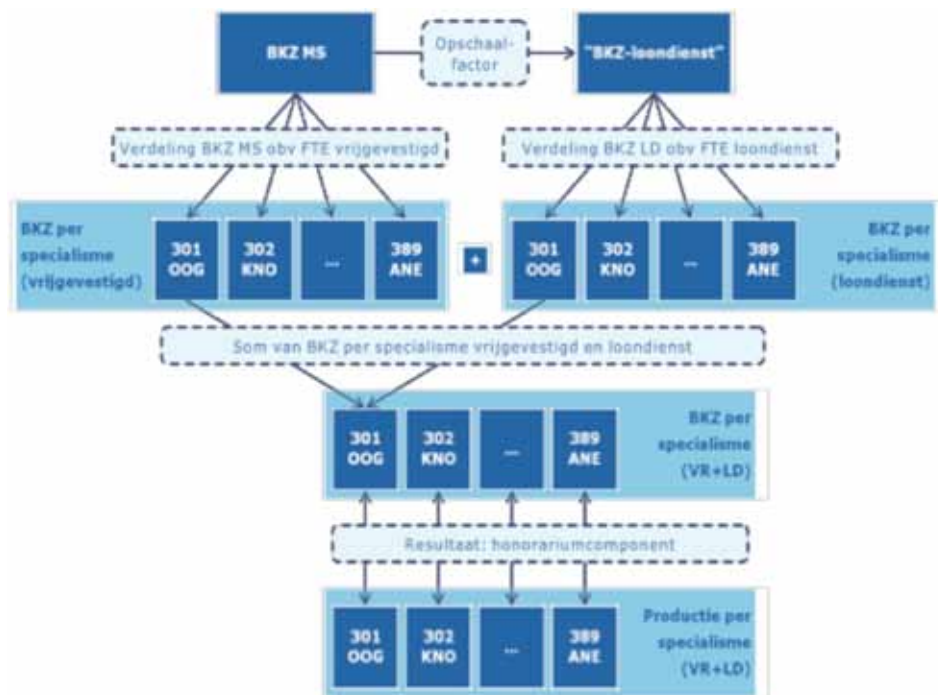 BKZ MS
Opschaal-
factor
"BKZ-loondienst"
Verdeling BKZ MS obv FTE vrijgevestigd
Verdeling BKZ LD obv FTE loondienst
BKZ per
specialisme
(vrijgevestigd)
301
OOG
302
KNO
...
389
ANE
+
301
OOG
302
KNO
...
389
ANE
BKZ per
specialisme
(loondienst)
Som van BKZ per specialisme vrijgevestigd en loondienst
301
OOG
302
KNO
...
389
ANE
BKZ per
specialisme
(VR+LD)
Resultaat: honorariumcomponent
301
OOG
302
KNO
...
389
ANE
Productie per
specialisme
(VR+LD)